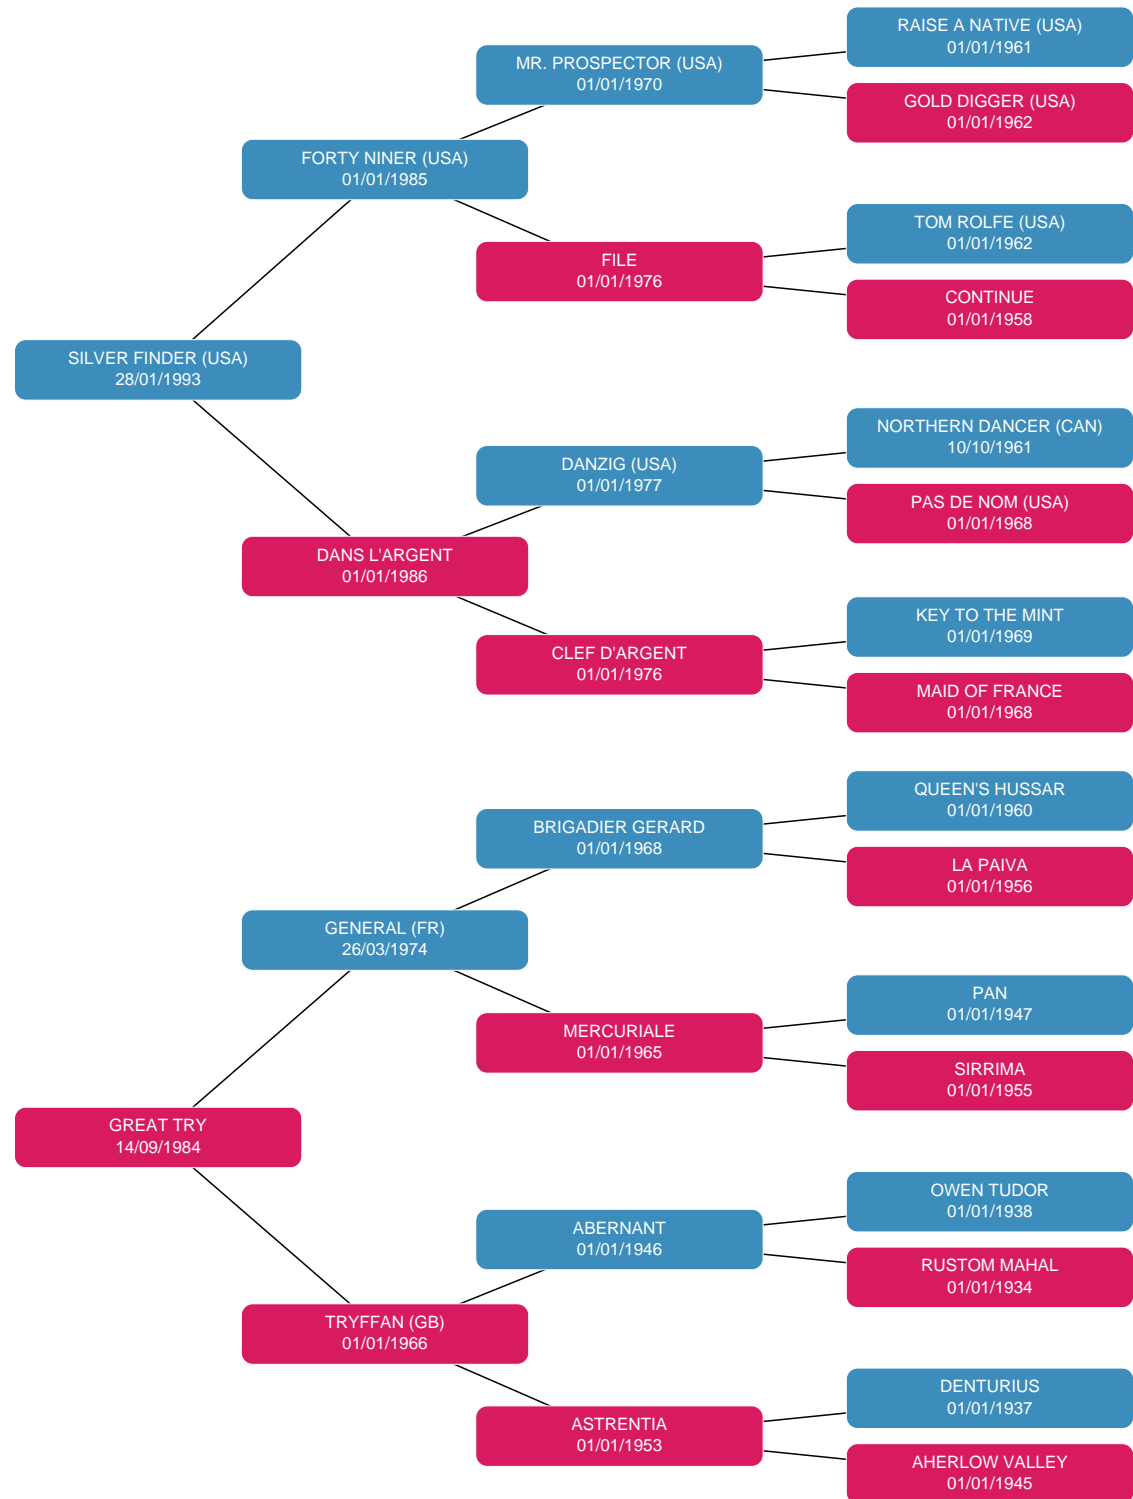 RAISE A NATIVE (USA)
01/01/1961
MR. PROSPECTOR (USA)
01/01/1970
GOLD DIGGER (USA)
01/01/1962
FORTY NINER (USA)
01/01/1985
TOM ROLFE (USA)
01/01/1962
FILE
01/01/1976
CONTINUE
01/01/1958
SILVER FINDER (USA)
28/01/1993
NORTHERN DANCER (CAN)
10/10/1961
DANZIG (USA)
01/01/1977
PAS DE NOM (USA)
01/01/1968
DANS L'ARGENT
01/01/1986
KEY TO THE MINT
01/01/1969
CLEF D'ARGENT
01/01/1976
MAID OF FRANCE
01/01/1968
QUEEN'S HUSSAR
01/01/1960
BRIGADIER GERARD
01/01/1968
LA PAIVA
01/01/1956
GENERAL (FR)
26/03/1974
PAN
01/01/1947
MERCURIALE
01/01/1965
SIRRIMA
01/01/1955
GREAT TRY
14/09/1984
OWEN TUDOR
01/01/1938
ABERNANT
01/01/1946
RUSTOM MAHAL
01/01/1934
TRYFFAN (GB)
01/01/1966
DENTURIUS
01/01/1937
ASTRENTIA
01/01/1953
AHERLOW VALLEY
01/01/1945